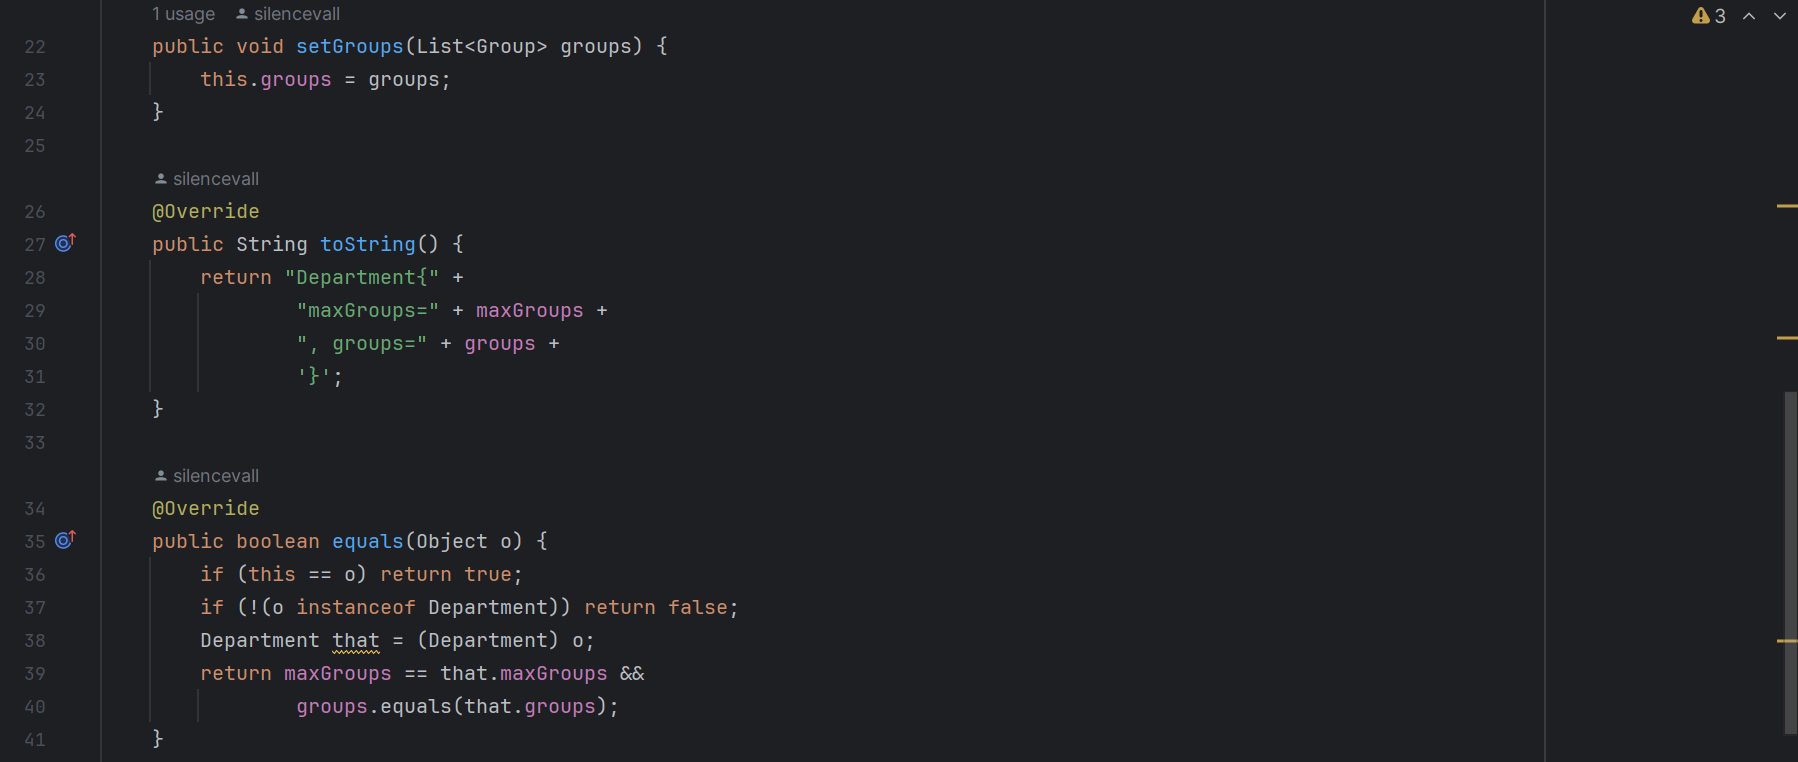 1 usage silencevall
3
22 public void setGroups(List<Group> groups) {
23 this.groups = groups;
24 }
25
silencevall
26 @Override
27 public String toString() {
28 return "Department{" +
29 "maxGroups=" + maxGroups +
30 ", groups=" + groups +
31 '}';
32 }
33
silencevall
34 @Override
35 public boolean equals(Object o) {
36 if (this == o) return true;
37 if (!(o instanceof Department)) return false;
38 Department that = (Department) o;
39 return maxGroups == that.maxGroups &&
40 groups.equals(that.groups);
41 }